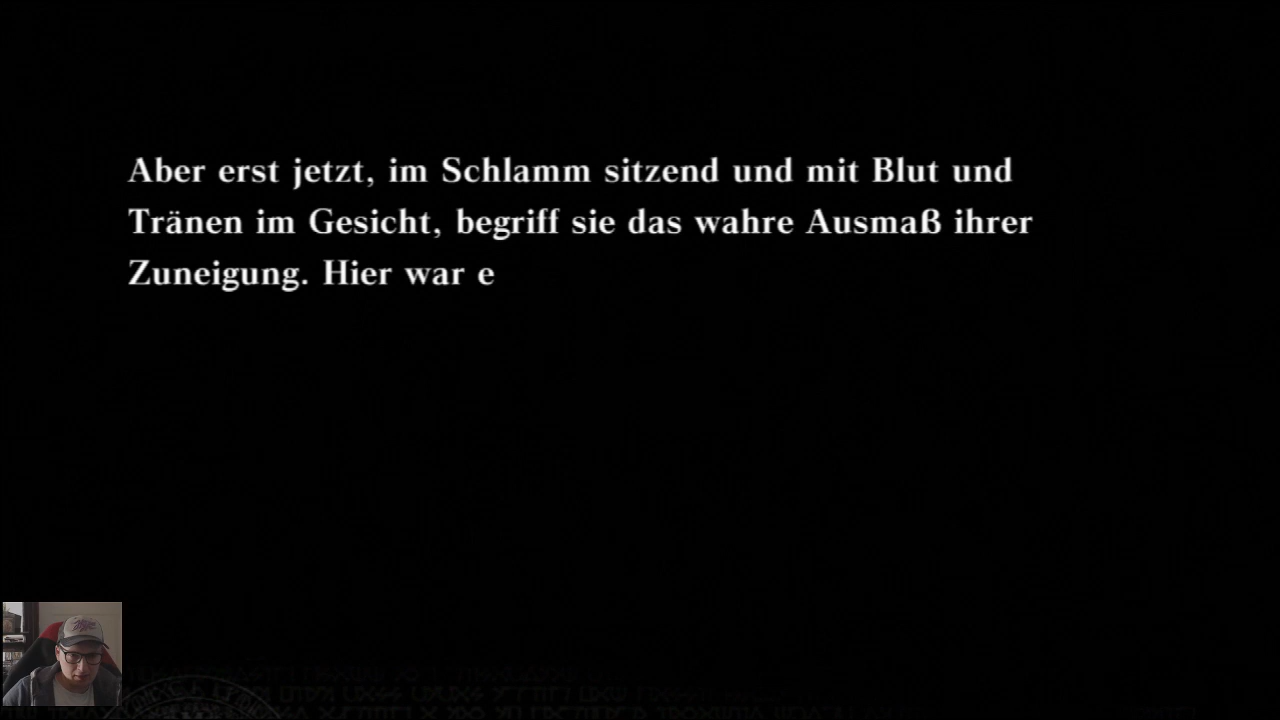 Aber erst jetzt, im Schlamm sitzend und mit Blut und
Tränen im Gesicht, begriff sie das wahre Ausmaß ihrer
Zuneigung. Hier war e